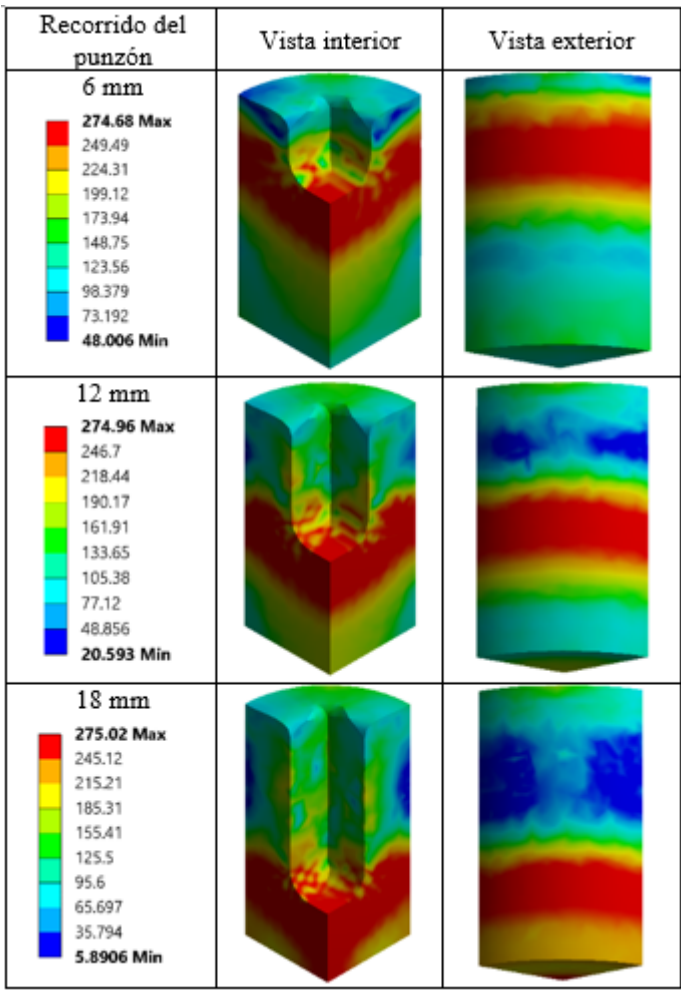 Recorrido del
punzón
Vista interior
Vista exterior
6 mm
274.68 Max
249.49
224.31
199.12
173.94
148.75
123.56
98.379
73.192
48.006 Min
12 mm
274.96 Max
246.7
218.44
190.17
161.91
133.65
105.38
77.12
48.856
20.593 Min
18 mm
275.02 Max
245.12
215.21
185.31
155.41
125.5
95.6
65.697
35.794
5.8906 Min